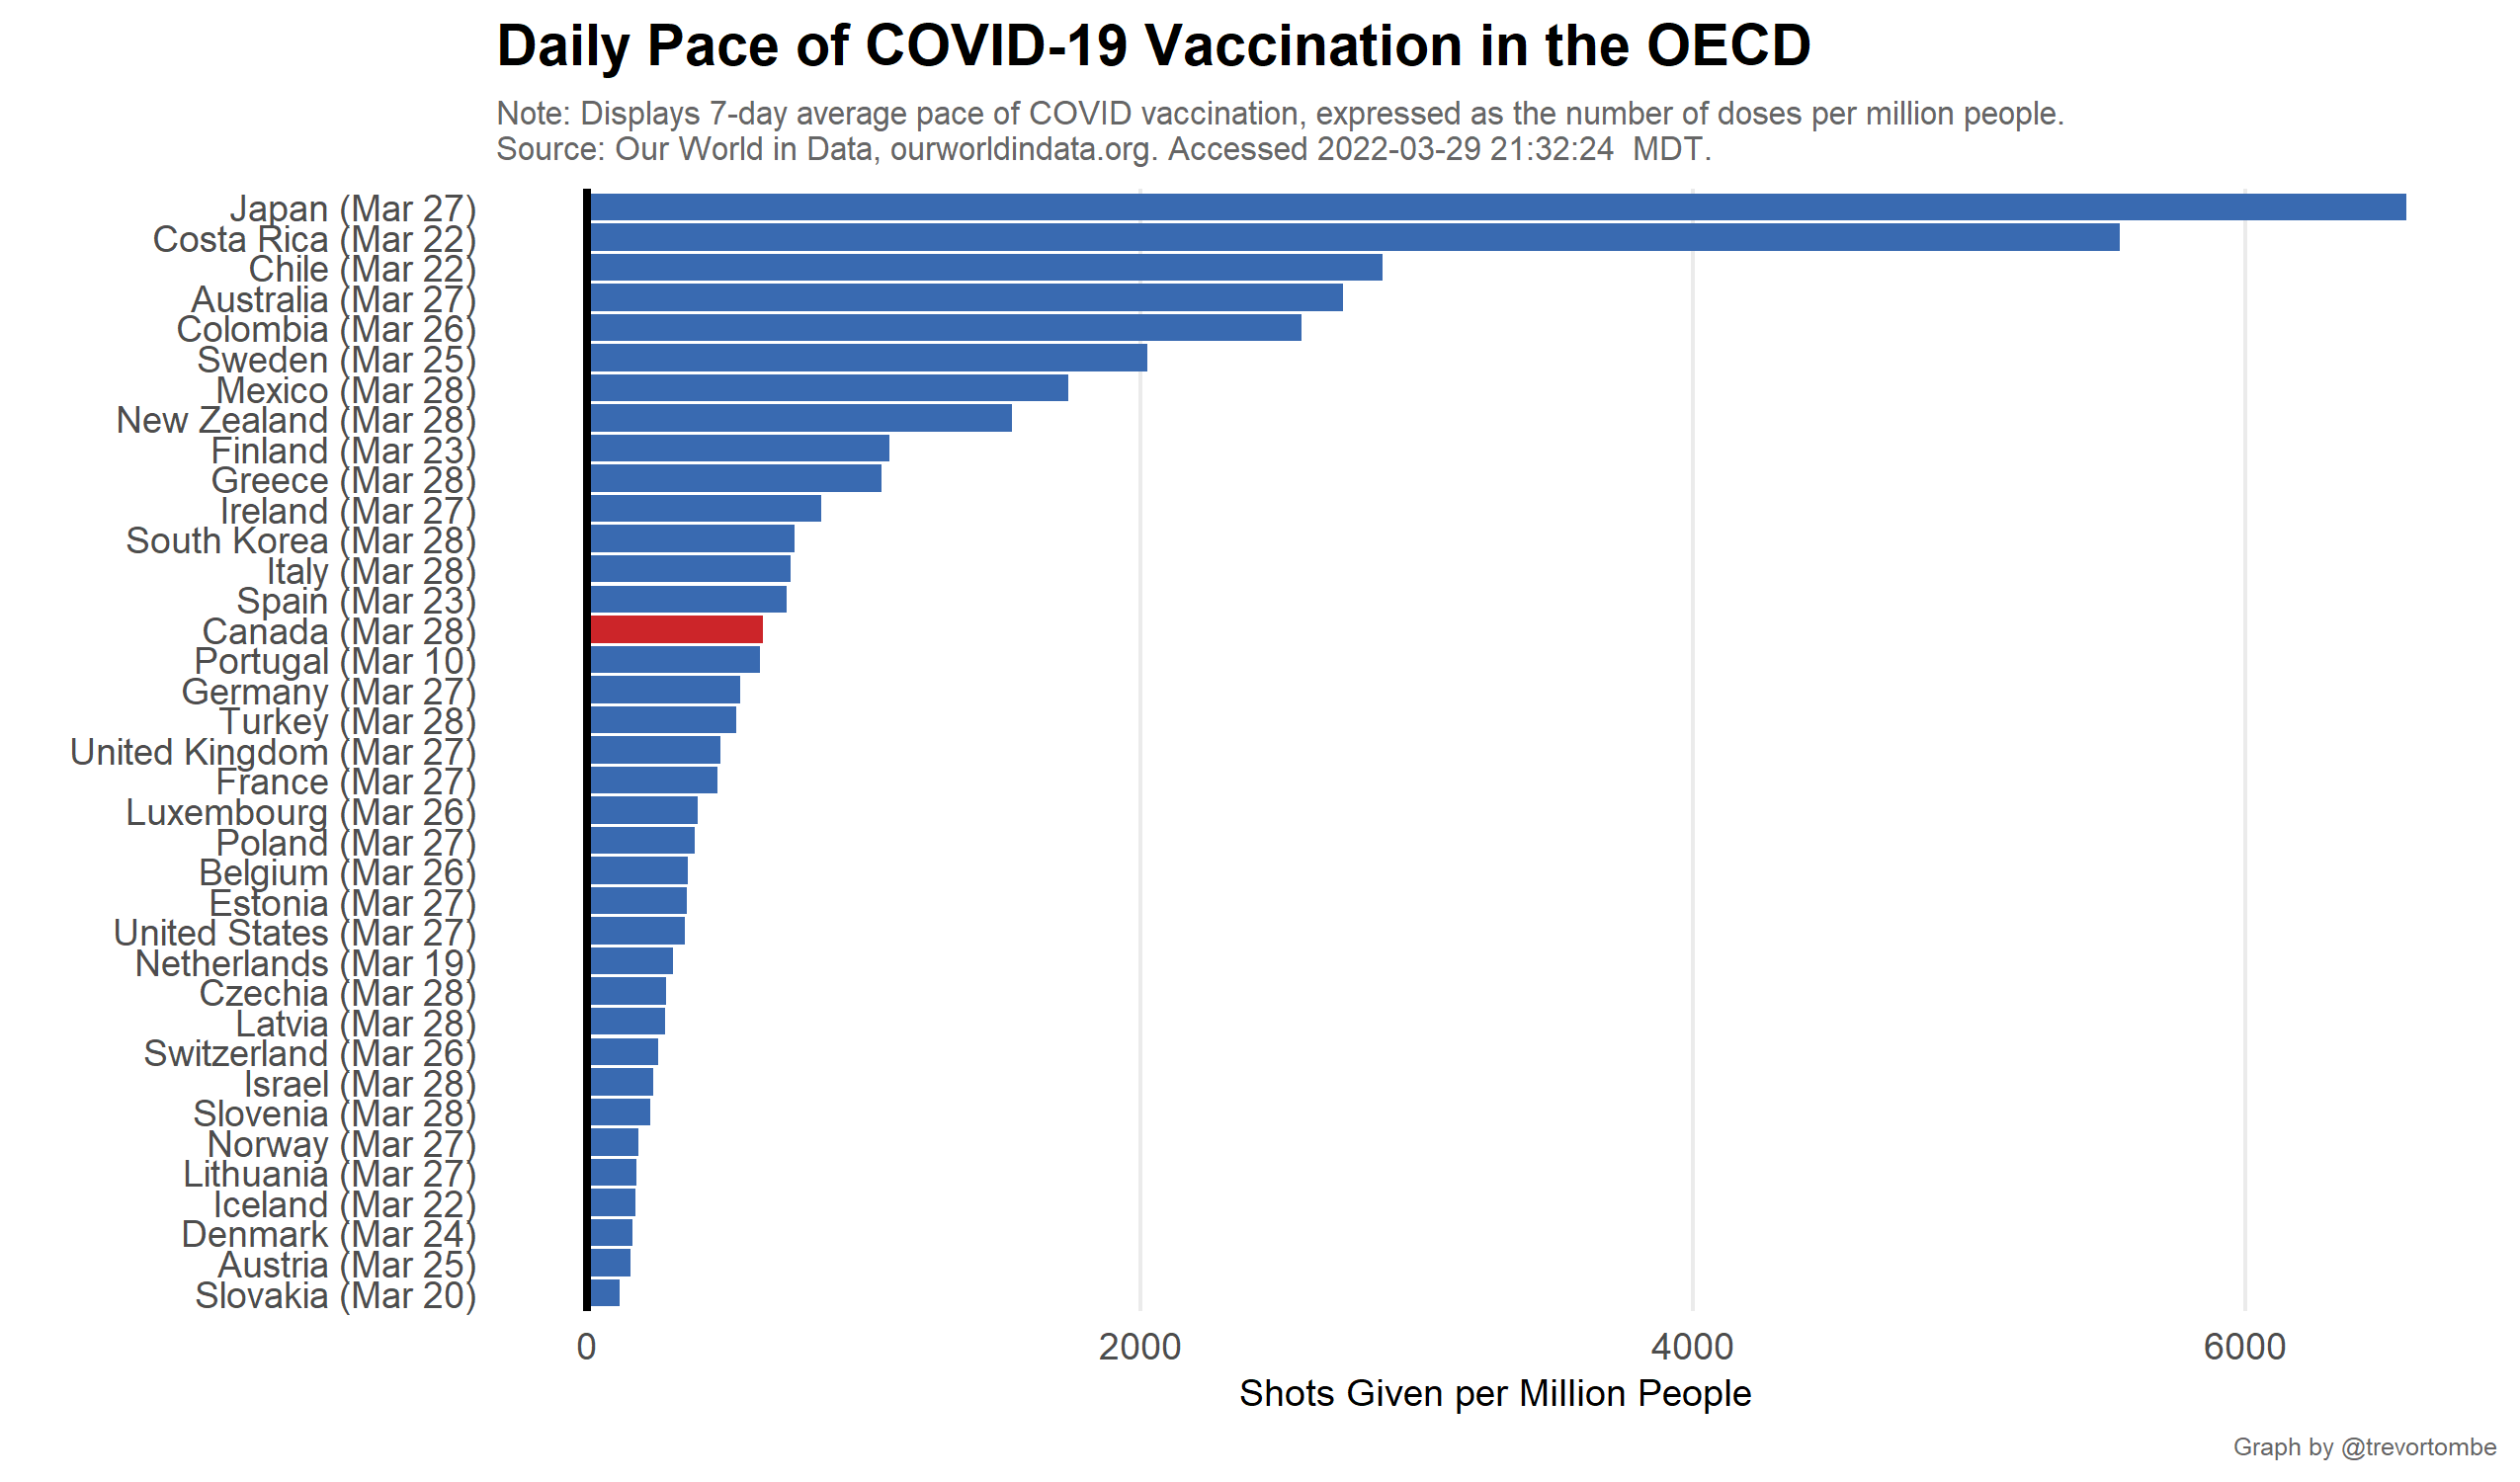 Daily Pace of COVID-19 Vaccination in the OECD
Note: Displays 7-day average pace of COVID vaccination, expressed as the number of doses per million people.
Source: Our World in Data, ourworldindata.org. Accessed 2022-03-29 21:32:24  MDT.
Japan (Mar 27)
Costa Rica (Mar 22)
Chile (Mar 22)
Australia (Mar 27)
Colombia (Mar 26)
Sweden (Mar 25)
Mexico (Mar 28)
New Zealand (Mar 28)
Finland (Mar 23)
Greece (Mar 28)
Ireland (Mar 27)
South Korea (Mar 28)
Italy (Mar 28)
Spain (Mar 23)
Canada (Mar 28)
Portugal (Mar 10)
Germany (Mar 27)
Turkey (Mar 28)
United Kingdom (Mar 27)
France (Mar 27)
Luxembourg (Mar 26)
Poland (Mar 27)
Belgium (Mar 26)
Estonia (Mar 27)
United States (Mar 27)
Netherlands (Mar 19)
Czechia (Mar 28)
Latvia (Mar 28)
Switzerland (Mar 26)
Israel (Mar 28)
Slovenia (Mar 28)
Norway (Mar 27)
Lithuania (Mar 27)
Iceland (Mar 22)
Denmark (Mar 24)
Austria (Mar 25)
Slovakia (Mar 20)
0 2000 4000 6000
Shots Given per Million People
Graph by @trevortombe